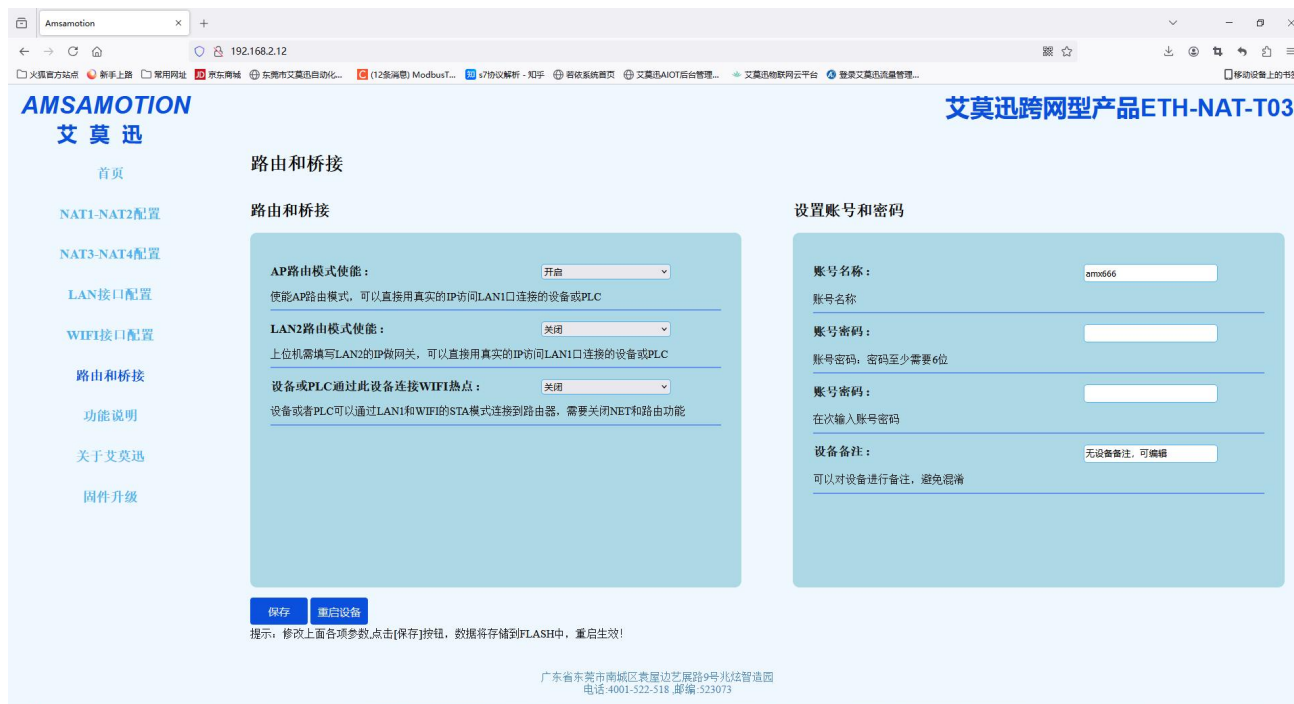 Amsamotion
192.168.2.12
火狐官方站点 新手上路 常用网址 京东商城 东莞市艾莫迅自动化... (12条消息) ModbusT... s7协议解析 - 知乎 若依系统首页 艾莫迅AIOT后台管理... 艾莫迅物联网云平台 登录艾莫迅流量管理... 移动设备上的书签
AMSAMOTION
艾莫迅
艾莫迅跨网型产品ETH-NAT-T03
首页
NAT1-NAT2配置
NAT3-NAT4配置
LAN接口配置
WIFI接口配置
路由和桥接
功能说明
关于艾莫迅
固件升级
路由和桥接
路由和桥接
AP路由模式使能： 开启
使能AP路由模式，可以直接用真实的IP访问LAN1口连接的设备或PLC
LAN2路由模式使能： 关闭
上位机需填写LAN2的IP做网关，可以直接用真实的IP访问LAN1口连接的设备或PLC
设备或PLC通过此设备连接WIFI热点： 关闭
设备或者PLC可以通过LAN1和WIFI的STA模式连接到路由器，需要关闭NET和路由功能
设置账号和密码
账号名称： amx666
账号名称
账号密码：
账号密码：密码至少需要6位
账号密码：
在次输入账号密码
设备备注： 无设备备注，可编辑
可以对设备进行备注，避免混淆
保存 重启设备
提示：修改上面各项参数,点击[保存]按钮，数据将存储到FLASH中，重启生效!
广东省东莞市南城区袁屋边艺展路9号兆炫智造园
电话:4001-522-518 ,邮编:523073